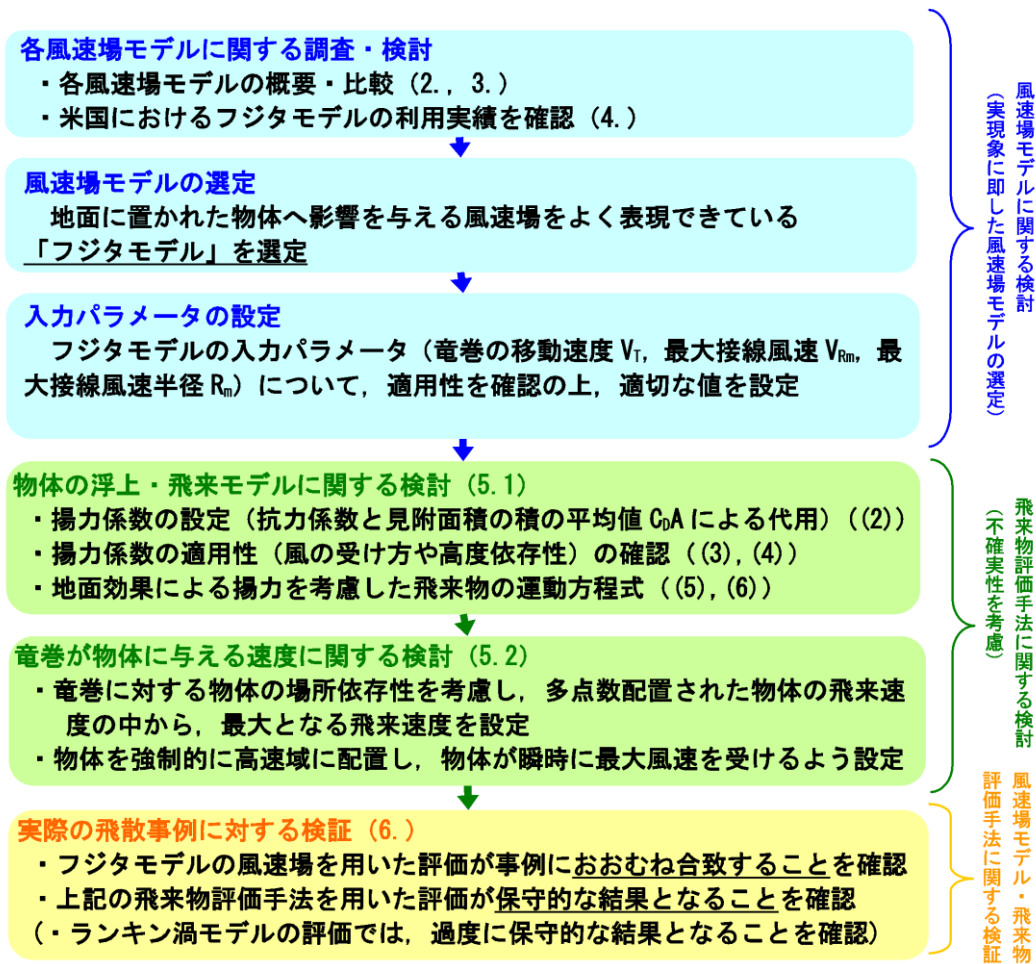 各風速場モデルに関する調査・検討
・各風速場モデルの概要・比較（2.，3.）
・米国におけるフジタモデルの利用実績を確認（4.）
風速場モデルの選定
地面に置かれた物体へ影響を与える風速場をよく表現できている
「フジタモデル」を選定
入力パラメータの設定
フジタモデルの入力パラメータ（竜巻の移動速度 VT，最大接線風速 VRm，最
大接線風速半径 Rm）について，適用性を確認の上，適切な値を設定
風速場モデルに関する検討
（実現象に即した風速場モデルの選定）
物体の浮上・飛来モデルに関する検討（5.1）
・揚力係数の設定（抗力係数と見附面積の積の平均値 CDA による代用）（(2)）
・揚力係数の適用性（風の受け方や高度依存性）の確認（(3)，(4)）
・地面効果による揚力を考慮した飛来物の運動方程式（(5)，(6)）
竜巻が物体に与える速度に関する検討（5.2）
・竜巻に対する物体の場所依存性を考慮し，多点数配置された物体の飛来速
度の中から，最大となる飛来速度を設定
・物体を強制的に高速域に配置し，物体が瞬時に最大風速を受けるよう設定
飛来物評価手法に関する検討
（不確実性を考慮）
実際の飛散事例に対する検証（6.）
・フジタモデルの風速場を用いた評価が事例におおむね合致することを確認
・上記の飛来物評価手法を用いた評価が保守的な結果となることを確認
（・ランキン渦モデルの評価では，過度に保守的な結果となることを確認）
風速場モデル・飛来物
評価手法に関する検証